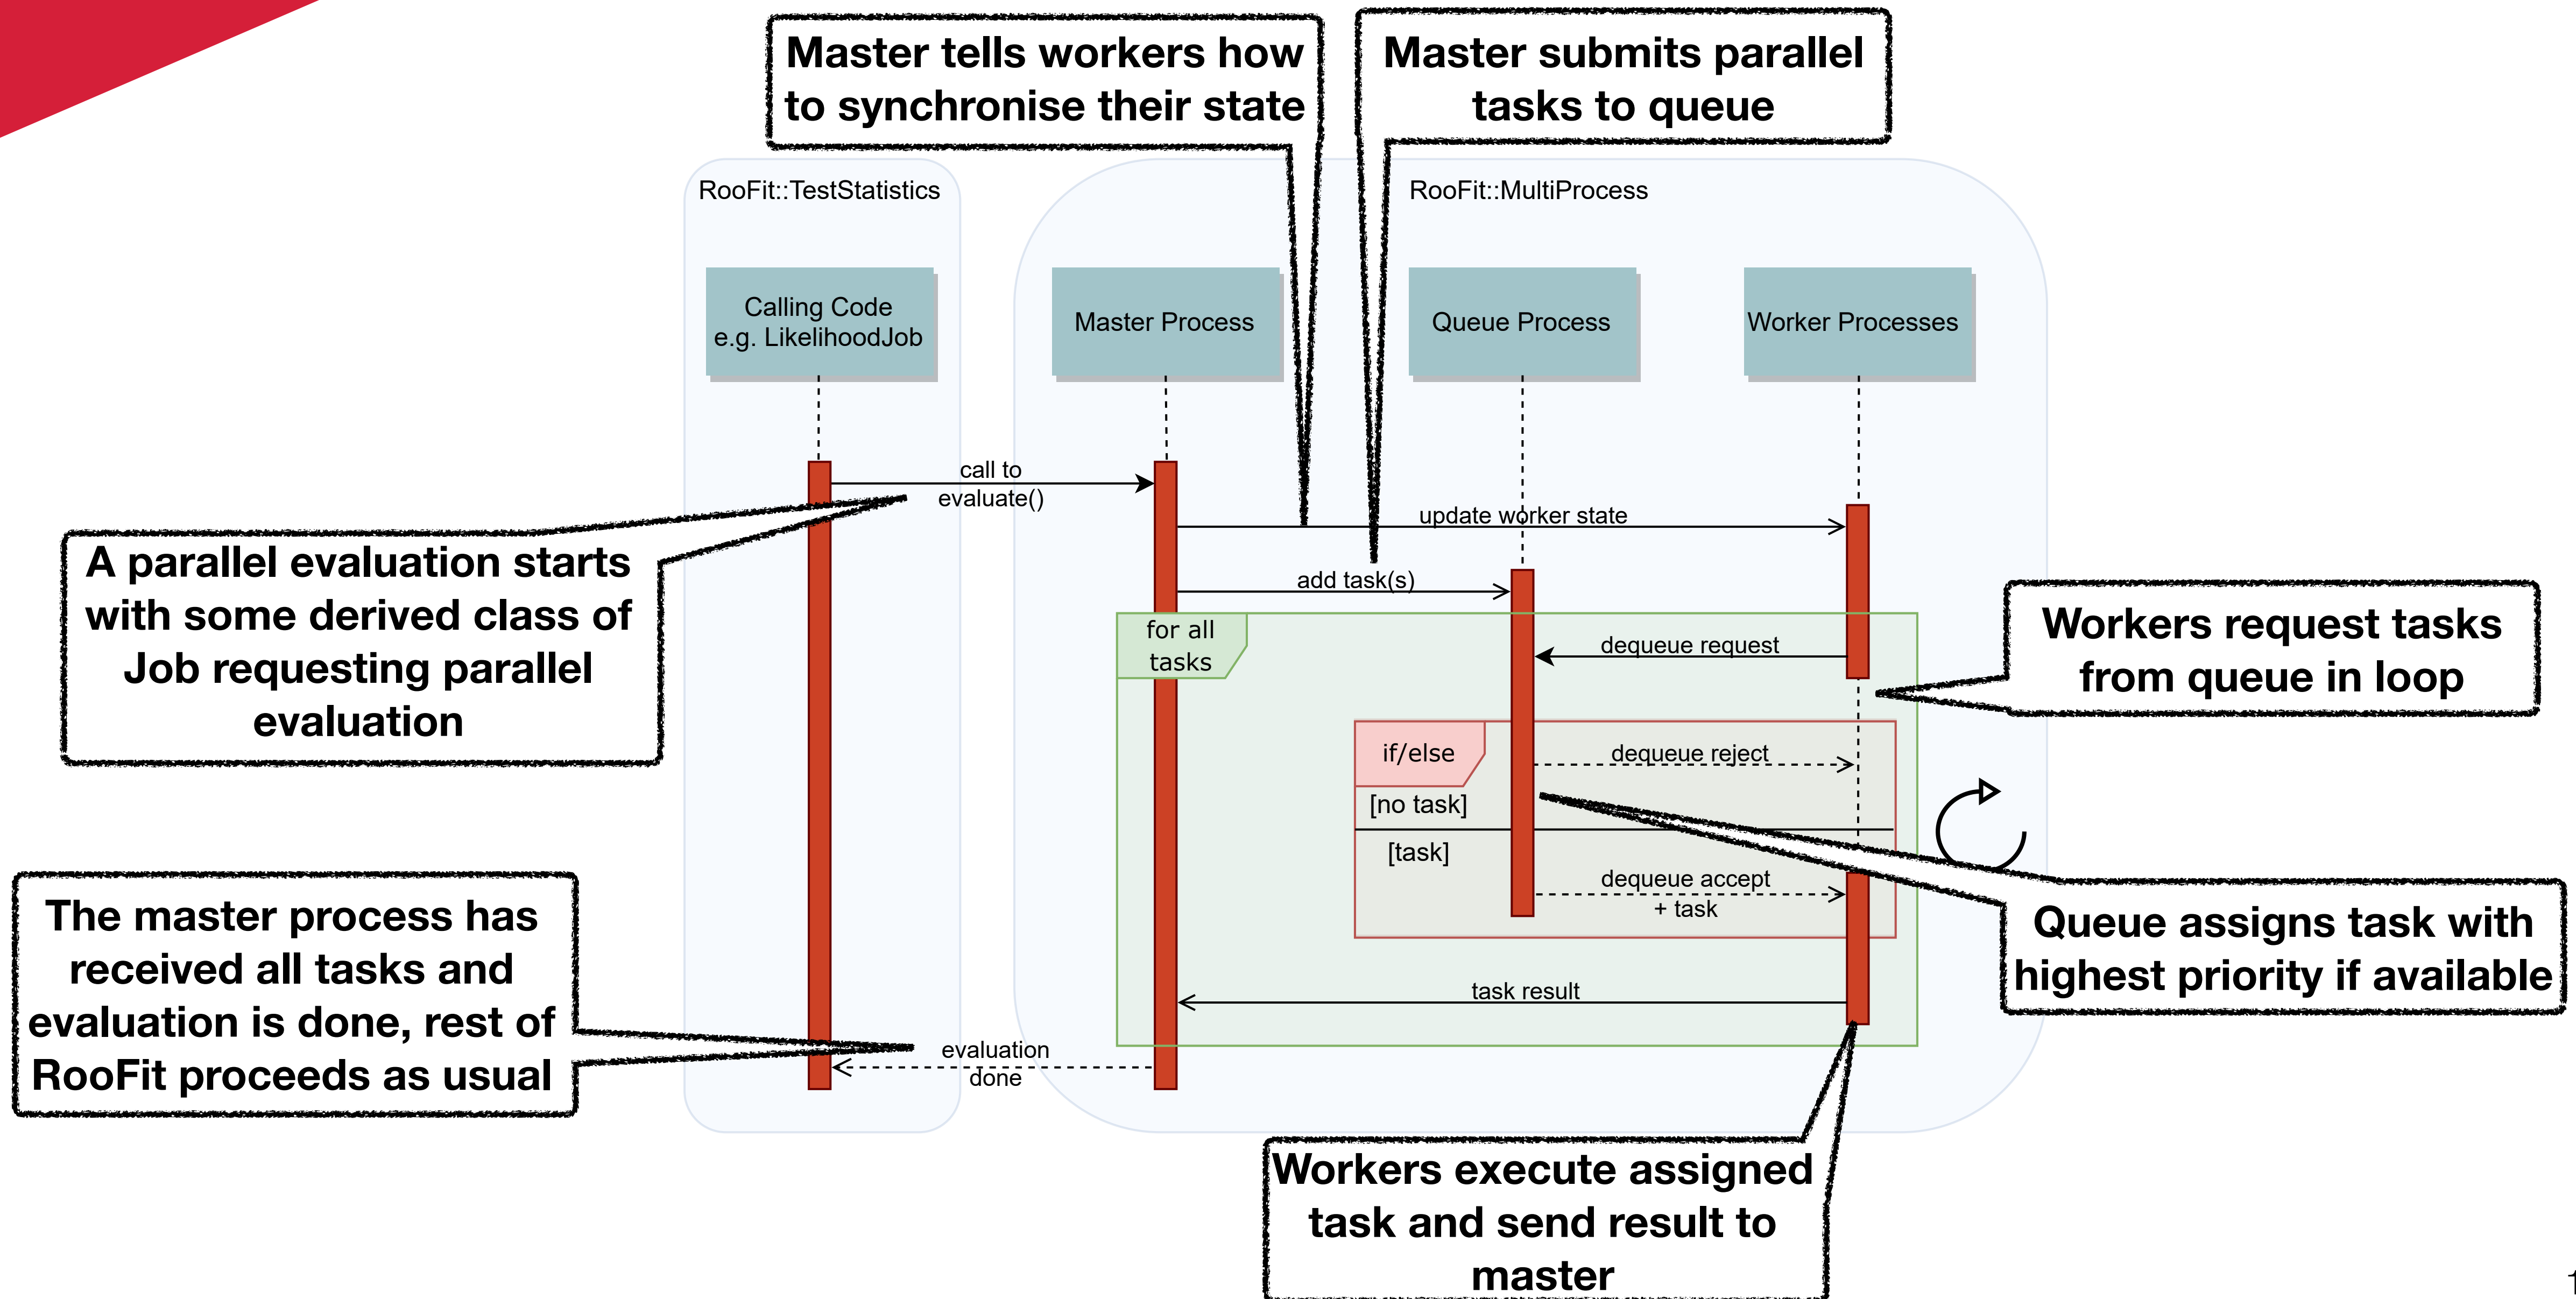 Master tells workers how
to synchronise their state
Master submits parallel
tasks to queue
RooFit::TestStatistics
RooFit::MultiProcess
Calling Code
e.g. LikelihoodJob
Master Process
Queue Process
Worker Processes
call to
evaluate()
update worker state
A parallel evaluation starts
with some derived class of
Job requesting parallel
evaluation
add task(s)
for all
tasks
dequeue request
Workers request tasks
from queue in loop
if/else
dequeue reject
[no task]
[task]
dequeue accept
+ task
The master process has
received all tasks and
evaluation is done, rest of
RooFit proceeds as usual
Queue assigns task with
highest priority if available
task result
evaluation
done
Workers execute assigned
task and send result to
master